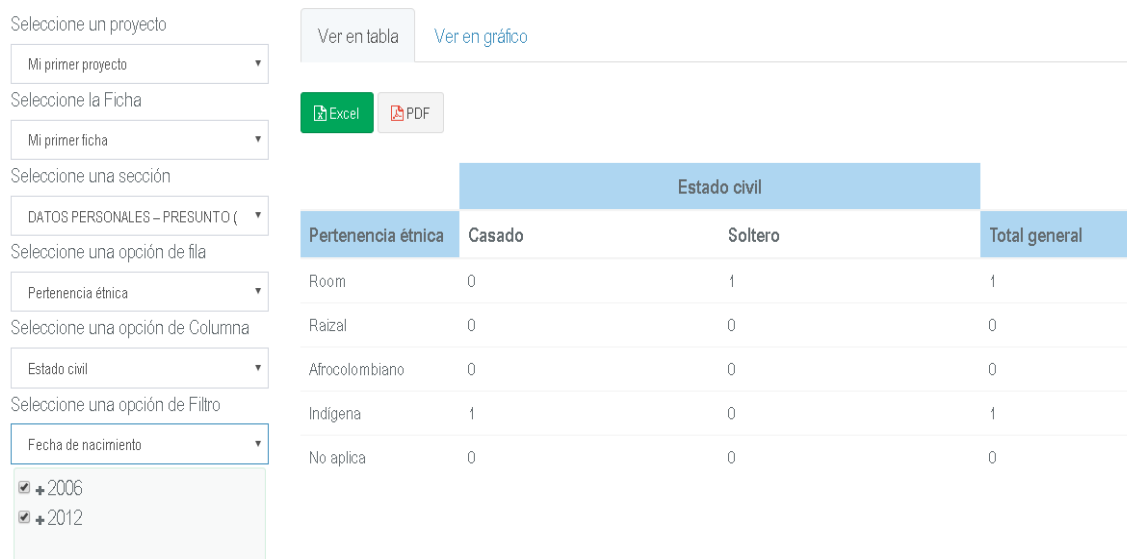 Seleccione un proyecto
Mi primer proyecto
Seleccione la Ficha
Mi primer ficha
Seleccione una sección
DATOS PERSONALES – PRESUNTO (
Seleccione una opción de fila
Pertenencia étnica
Seleccione una opción de Columna
Estado civil
Seleccione una opción de Filtro
Fecha de nacimiento
2006
2012
Ver en tabla Ver en gráfico
Excel PDF
Estado civil
Pertenencia étnica Casado Soltero Total general
Room 0 1 1
Raizal 0 0 0
Afrocolombiano 0 0 0
Indígena 1 0 1
No aplica 0 0 0